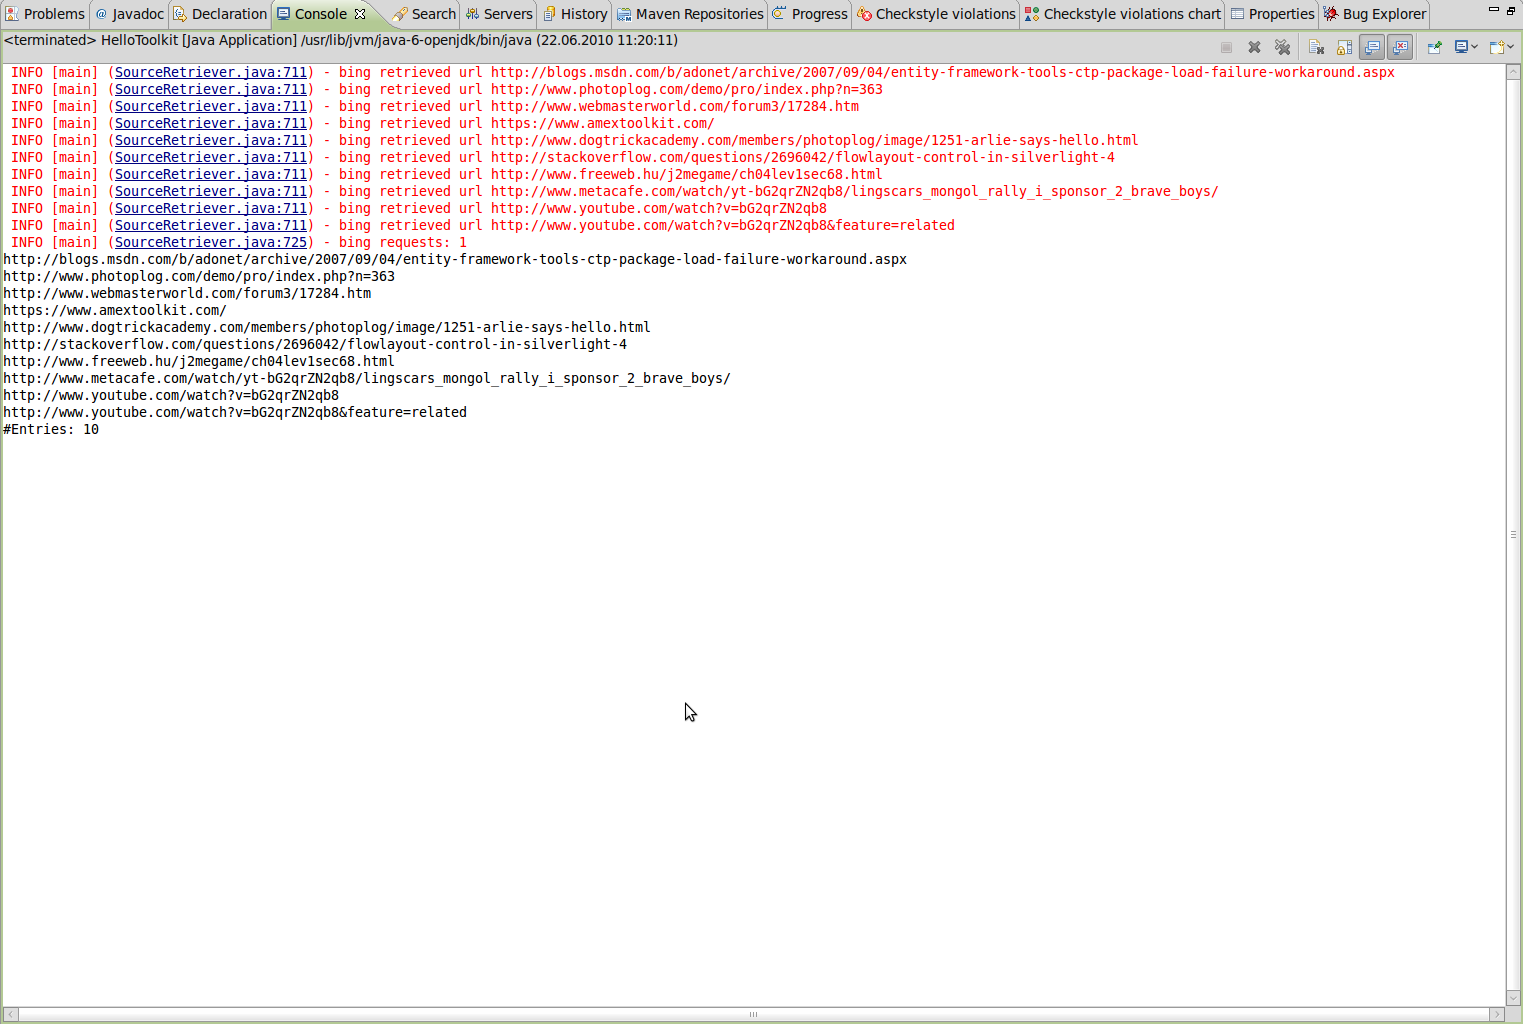 Problems Javadoc Declaration Console Search Servers History Maven Repositories Progress Checkstyle violations Checkstyle violations chart Properties Bug Explorer
<terminated> HelloToolkit [Java Application] /usr/lib/jvm/java-6-openjdk/bin/java (22.06.2010 11:20:11)
INFO [main] (SourceRetriever.java:711) - bing retrieved url http://blogs.msdn.com/b/adonet/archive/2007/09/04/entity-framework-tools-ctp-package-load-failure-workaround.aspx
INFO [main] (SourceRetriever.java:711) - bing retrieved url http://www.photoplog.com/demo/pro/index.php?n=363
INFO [main] (SourceRetriever.java:711) - bing retrieved url http://www.webmasterworld.com/forum3/17284.htm
INFO [main] (SourceRetriever.java:711) - bing retrieved url https://www.amextoolkit.com/
INFO [main] (SourceRetriever.java:711) - bing retrieved url http://www.dogtrickacademy.com/members/photoplog/image/1251-arlie-says-hello.html
INFO [main] (SourceRetriever.java:711) - bing retrieved url http://stackoverflow.com/questions/2696042/flowlayout-control-in-silverlight-4
INFO [main] (SourceRetriever.java:711) - bing retrieved url http://www.freeweb.hu/j2megame/ch04lev1sec68.html
INFO [main] (SourceRetriever.java:711) - bing retrieved url http://www.metacafe.com/watch/yt-bG2qrZN2qb8/lingscars_mongol_rally_i_sponsor_2_brave_boys/
INFO [main] (SourceRetriever.java:711) - bing retrieved url http://www.youtube.com/watch?v=bG2qrZN2qb8
INFO [main] (SourceRetriever.java:711) - bing retrieved url http://www.youtube.com/watch?v=bG2qrZN2qb8&feature=related
INFO [main] (SourceRetriever.java:725) - bing requests: 1
http://blogs.msdn.com/b/adonet/archive/2007/09/04/entity-framework-tools-ctp-package-load-failure-workaround.aspx
http://www.photoplog.com/demo/pro/index.php?n=363
http://www.webmasterworld.com/forum3/17284.htm
https://www.amextoolkit.com/
http://www.dogtrickacademy.com/members/photoplog/image/1251-arlie-says-hello.html
http://stackoverflow.com/questions/2696042/flowlayout-control-in-silverlight-4
http://www.freeweb.hu/j2megame/ch04lev1sec68.html
http://www.metacafe.com/watch/yt-bG2qrZN2qb8/lingscars_mongol_rally_i_sponsor_2_brave_boys/
http://www.youtube.com/watch?v=bG2qrZN2qb8
http://www.youtube.com/watch?v=bG2qrZN2qb8&feature=related
#Entries: 10